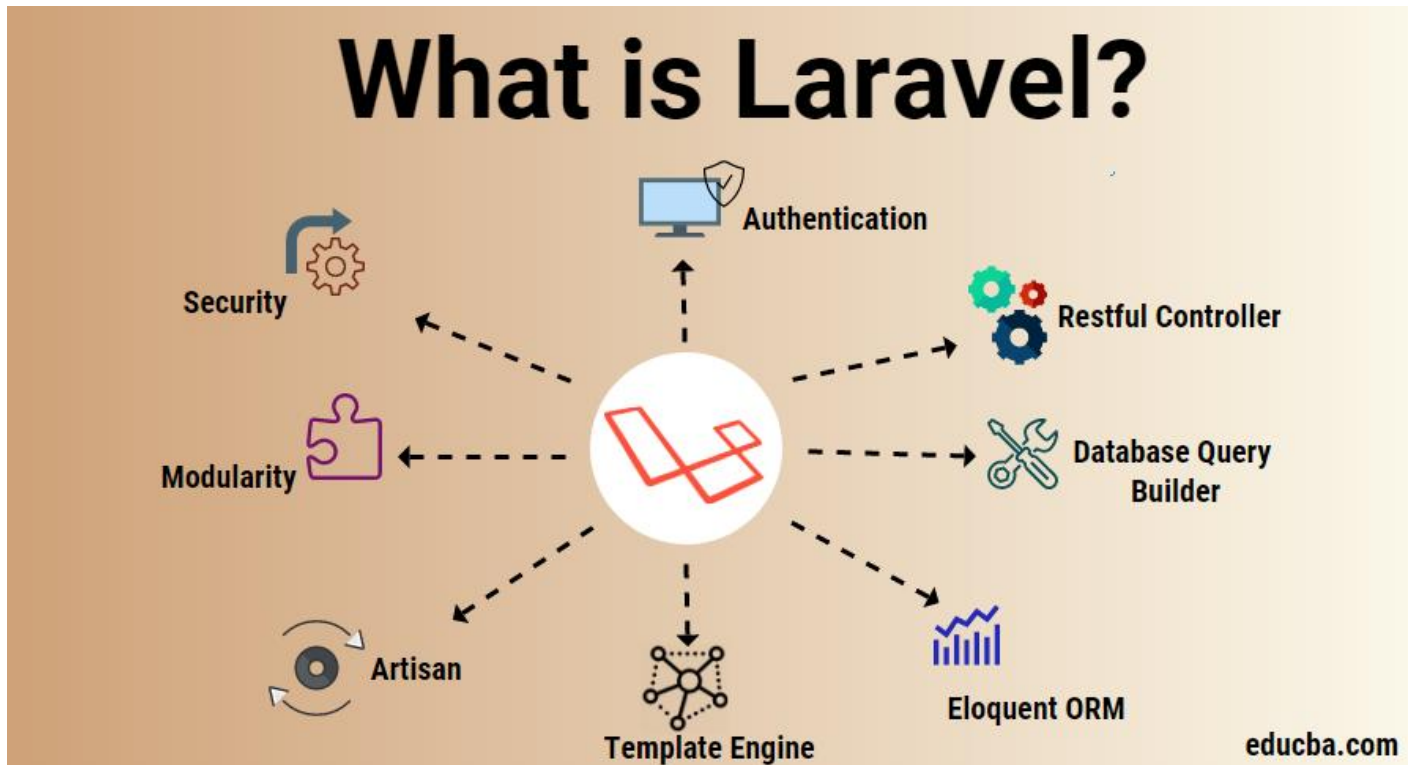 What is Laravel?
Authentication
Security
Restful Controller
Database Query
Builder
Modularity
Artisan
Eloquent ORM
Template Engine
educba.com